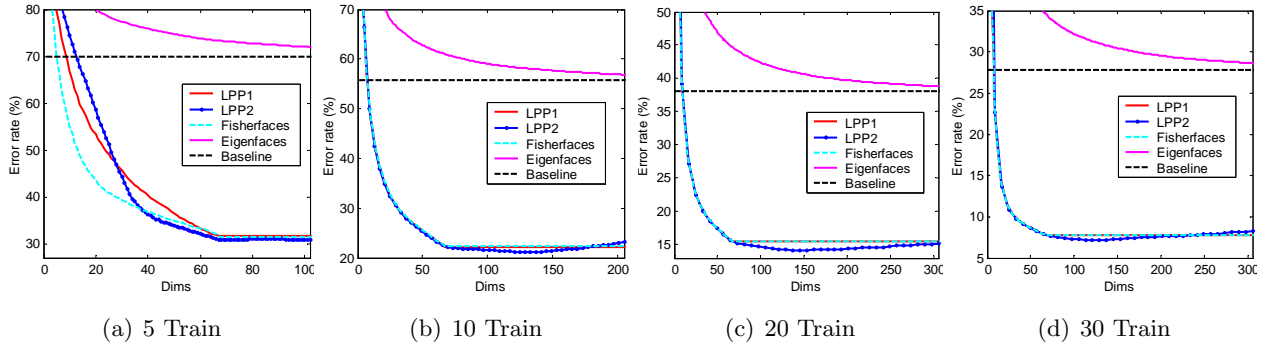 80
70
60
50
40
30
0
20
40
60
80
100
Error rate (%)
Dims
LPP1
LPP2
Fisherfaces
Eigenfaces
Baseline
(a) 5 Train
70
60
50
40
30
20
0
50
100
150
200
Error rate (%)
Dims
LPP1
LPP2
Fisherfaces
Eigenfaces
Baseline
(b) 10 Train
50
45
40
35
30
25
20
15
0
50
100
150
200
250
300
Error rate (%)
Dims
LPP1
LPP2
Fisherfaces
Eigenfaces
Baseline
(c) 20 Train
35
30
25
20
15
10
5
0
50
100
150
200
250
300
Error rate (%)
Dims
LPP1
LPP2
Fisherfaces
Eigenfaces
Baseline
(d) 30 Train